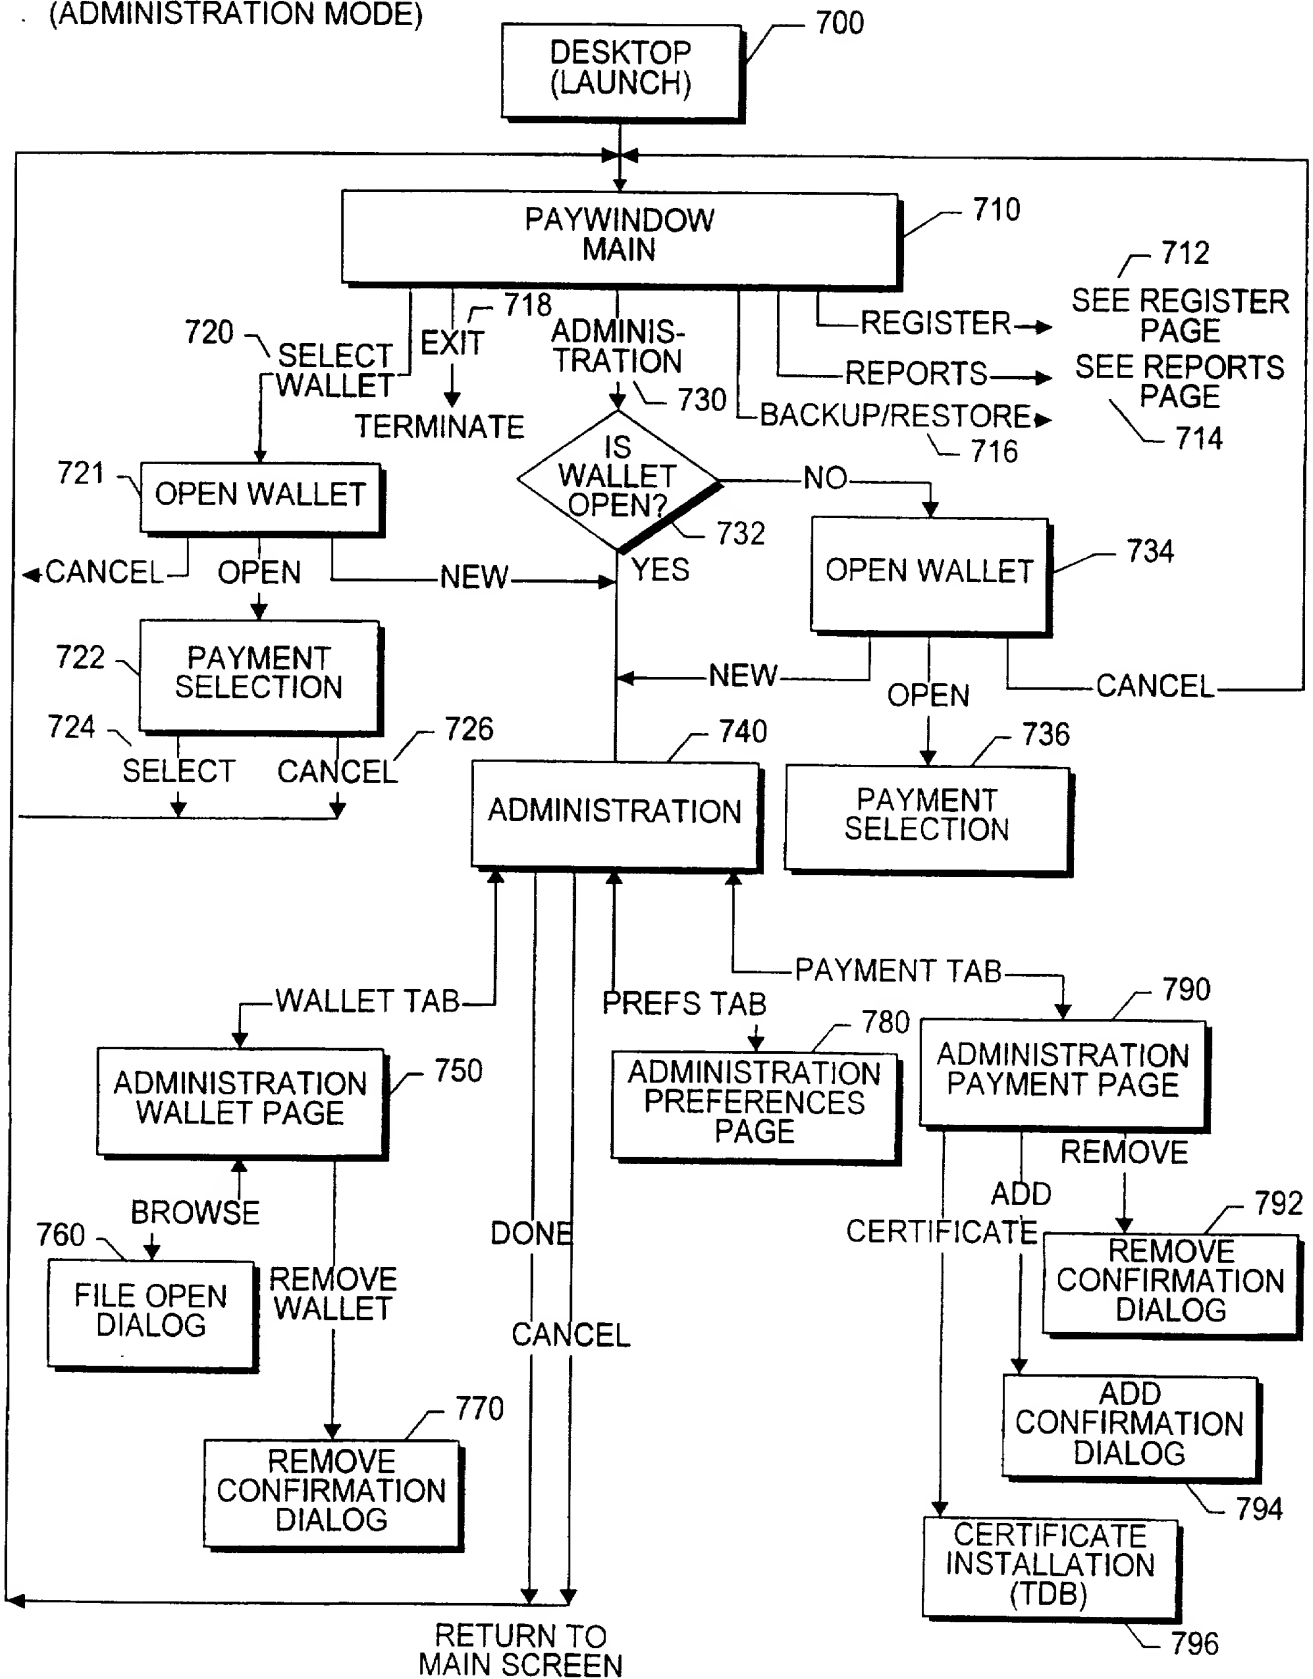 (ADMINISTRATION MODE)
700
DESKTOP
(LAUNCH)
PAYWINDOW
MAIN
710
712
SEE REGISTER
PAGE
REGISTER
718
EXIT
TERMINATE
720
SELECT
WALLET
ADMINIS-
TRATION
730
REPORTS
SEE REPORTS
PAGE
714
BACKUP/RESTORE
716
IS
WALLET
OPEN?
732
NO
YES
721
OPEN WALLET
CANCEL
OPEN
NEW
734
OPEN WALLET
722
PAYMENT
SELECTION
724
SELECT
726
CANCEL
NEW
OPEN
CANCEL
740
ADMINISTRATION
736
PAYMENT
SELECTION
WALLET TAB
PREFS TAB
PAYMENT TAB
750
ADMINISTRATION
WALLET PAGE
780
ADMINISTRATION
PREFERENCES
PAGE
790
ADMINISTRATION
PAYMENT PAGE
BROWSE
760
FILE OPEN
DIALOG
REMOVE
WALLET
DONE
CANCEL
REMOVE
ADD
CERTIFICATE
792
REMOVE
CONFIRMATION
DIALOG
770
REMOVE
CONFIRMATION
DIALOG
ADD
CONFIRMATION
DIALOG
794
CERTIFICATE
INSTALLATION
(TDB)
796
RETURN TO
MAIN SCREEN